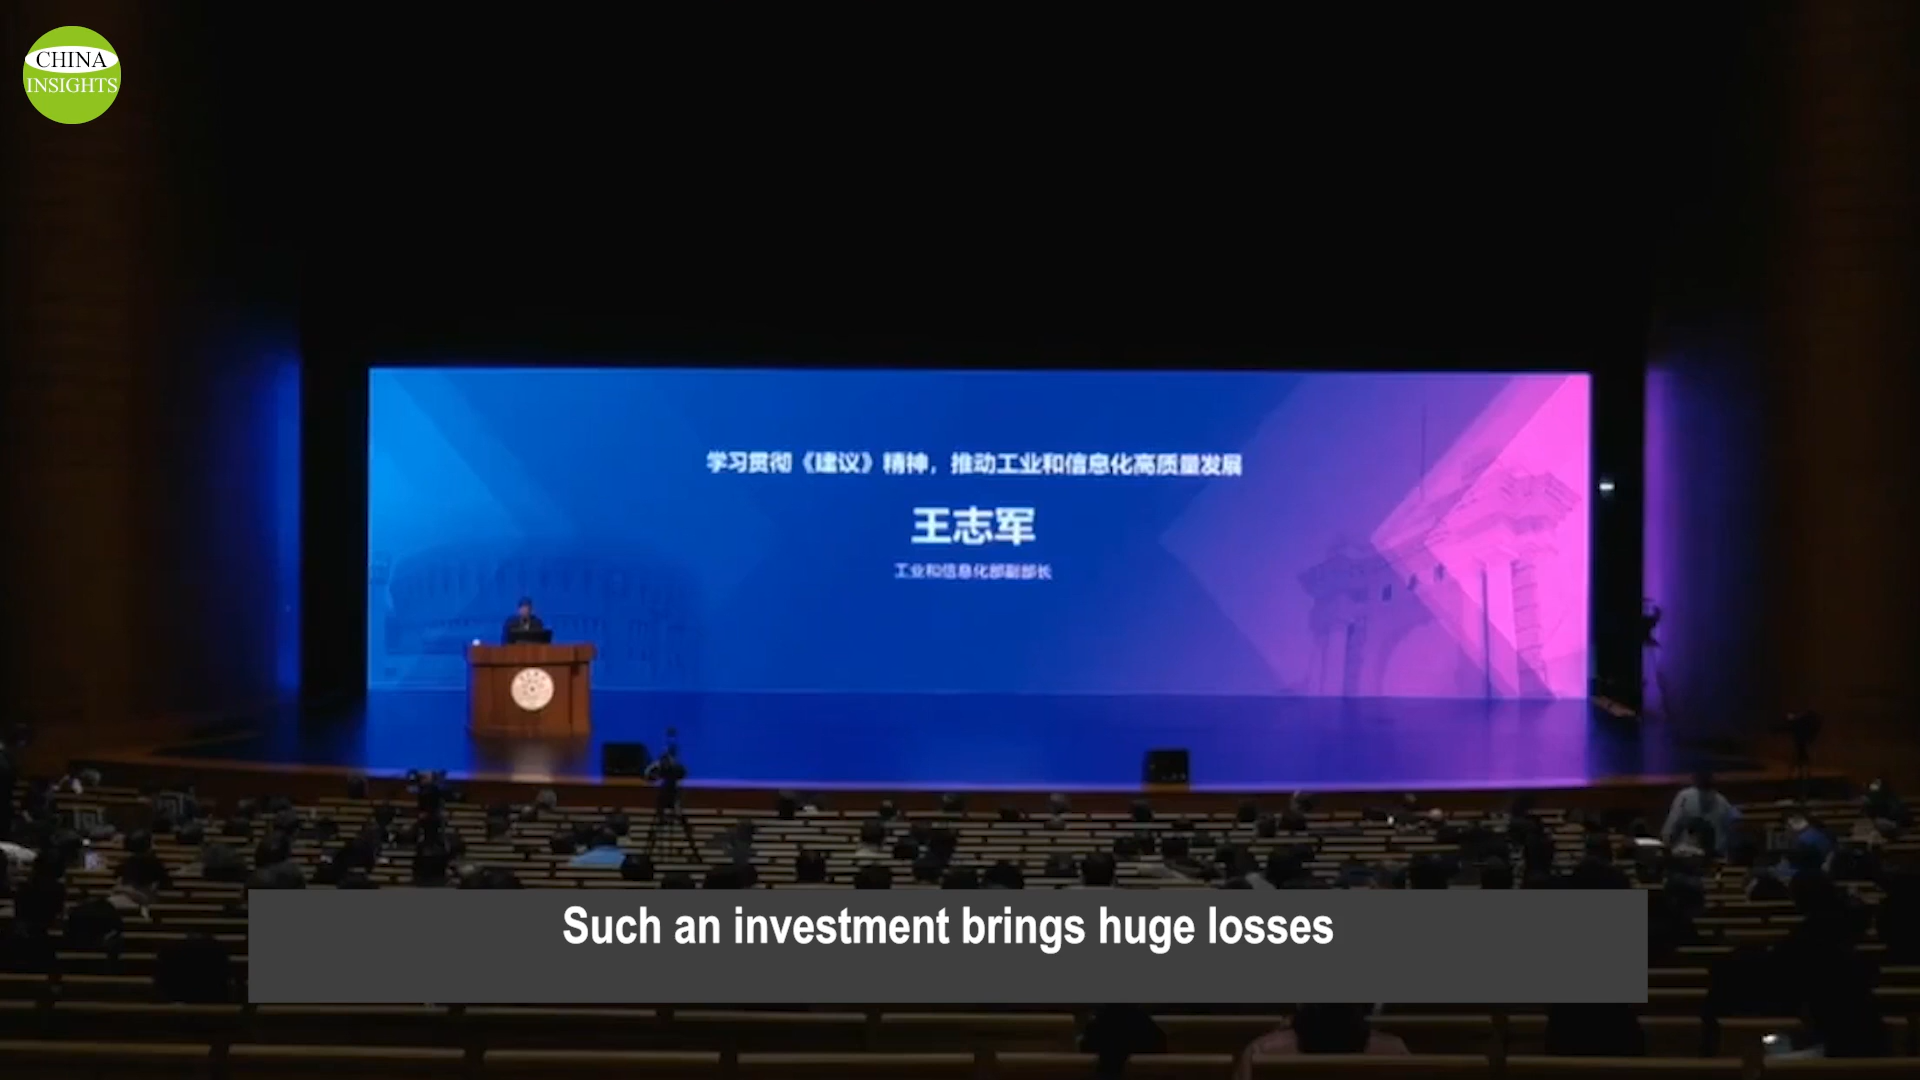 CHINA
INSIGHTS
学习贯彻《建议》精神，推动工业和信息化高质量发展
王志军
工业和信息化部副部长
Such an investment brings huge losses